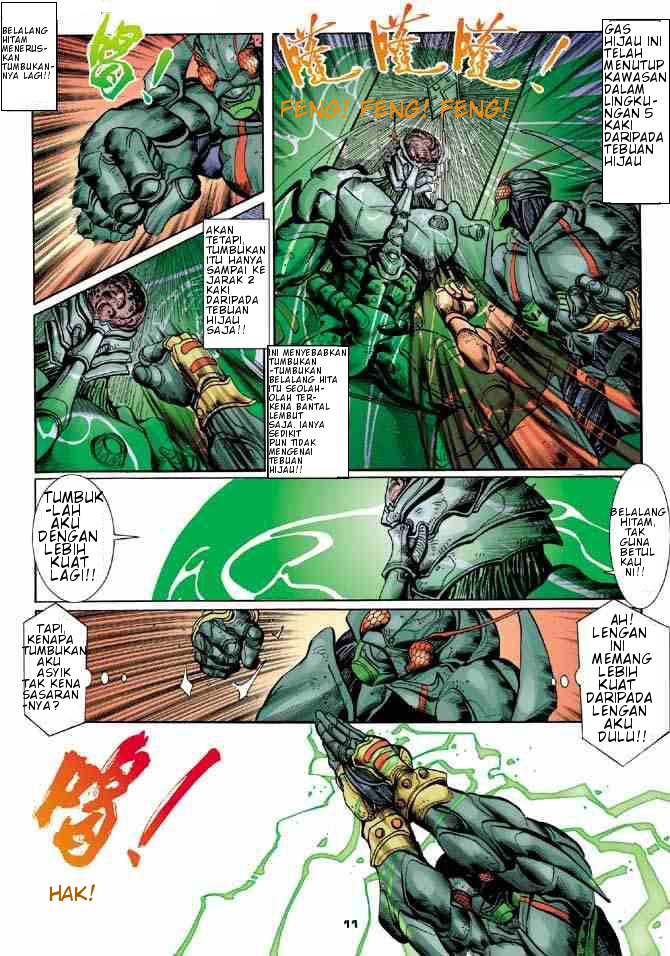 BELALANG
HITAM
MENERUS-
KAN
TUMBUKAN-
NYA LAGI!!
FENG! FENG! FENG!
GAS
HIJAU INI
TELAH
MENUTUP
KAWASAN
DALAM
LINGKU-
NGAN 5
KAKI
DARIPADA
TEBUAN
HIJAU
AKAN
TETAPI,
TUMBUKAN
ITU HANYA
SAMPAI KE
JARAK 2
KAKI
DARIPADA
TEBUAN
HIJAU
SAJA!!
INI MENYEBABKAN
TUMBUKAN
-TUMBUKAN
BELALANG HITA
ITU SEOLAH-
OLAH TER-
KENA BANTAL
LEMBUT
SAJA. IANYA
SEDIKIT
PUN TIDAK
MENGENAI
TEBUAN
HIJAU!!
TUMBUK
-LAH
AKU
DENGAN
LEBIH
KUAT
LAGI!!
BELALANG
HITAM,
TAK
GUNA
BETUL
KAU
NI!!
TAPI,
KENAPA
TUMBUKAN
AKU
ASYIK
TAK KENA
SASARAN
-NYA?
AH!
LENGAN
INI
MEMANG
LEBIH
KUAT
DARIPADA
LENGAN
AKU
DULU!!
HAK!
11